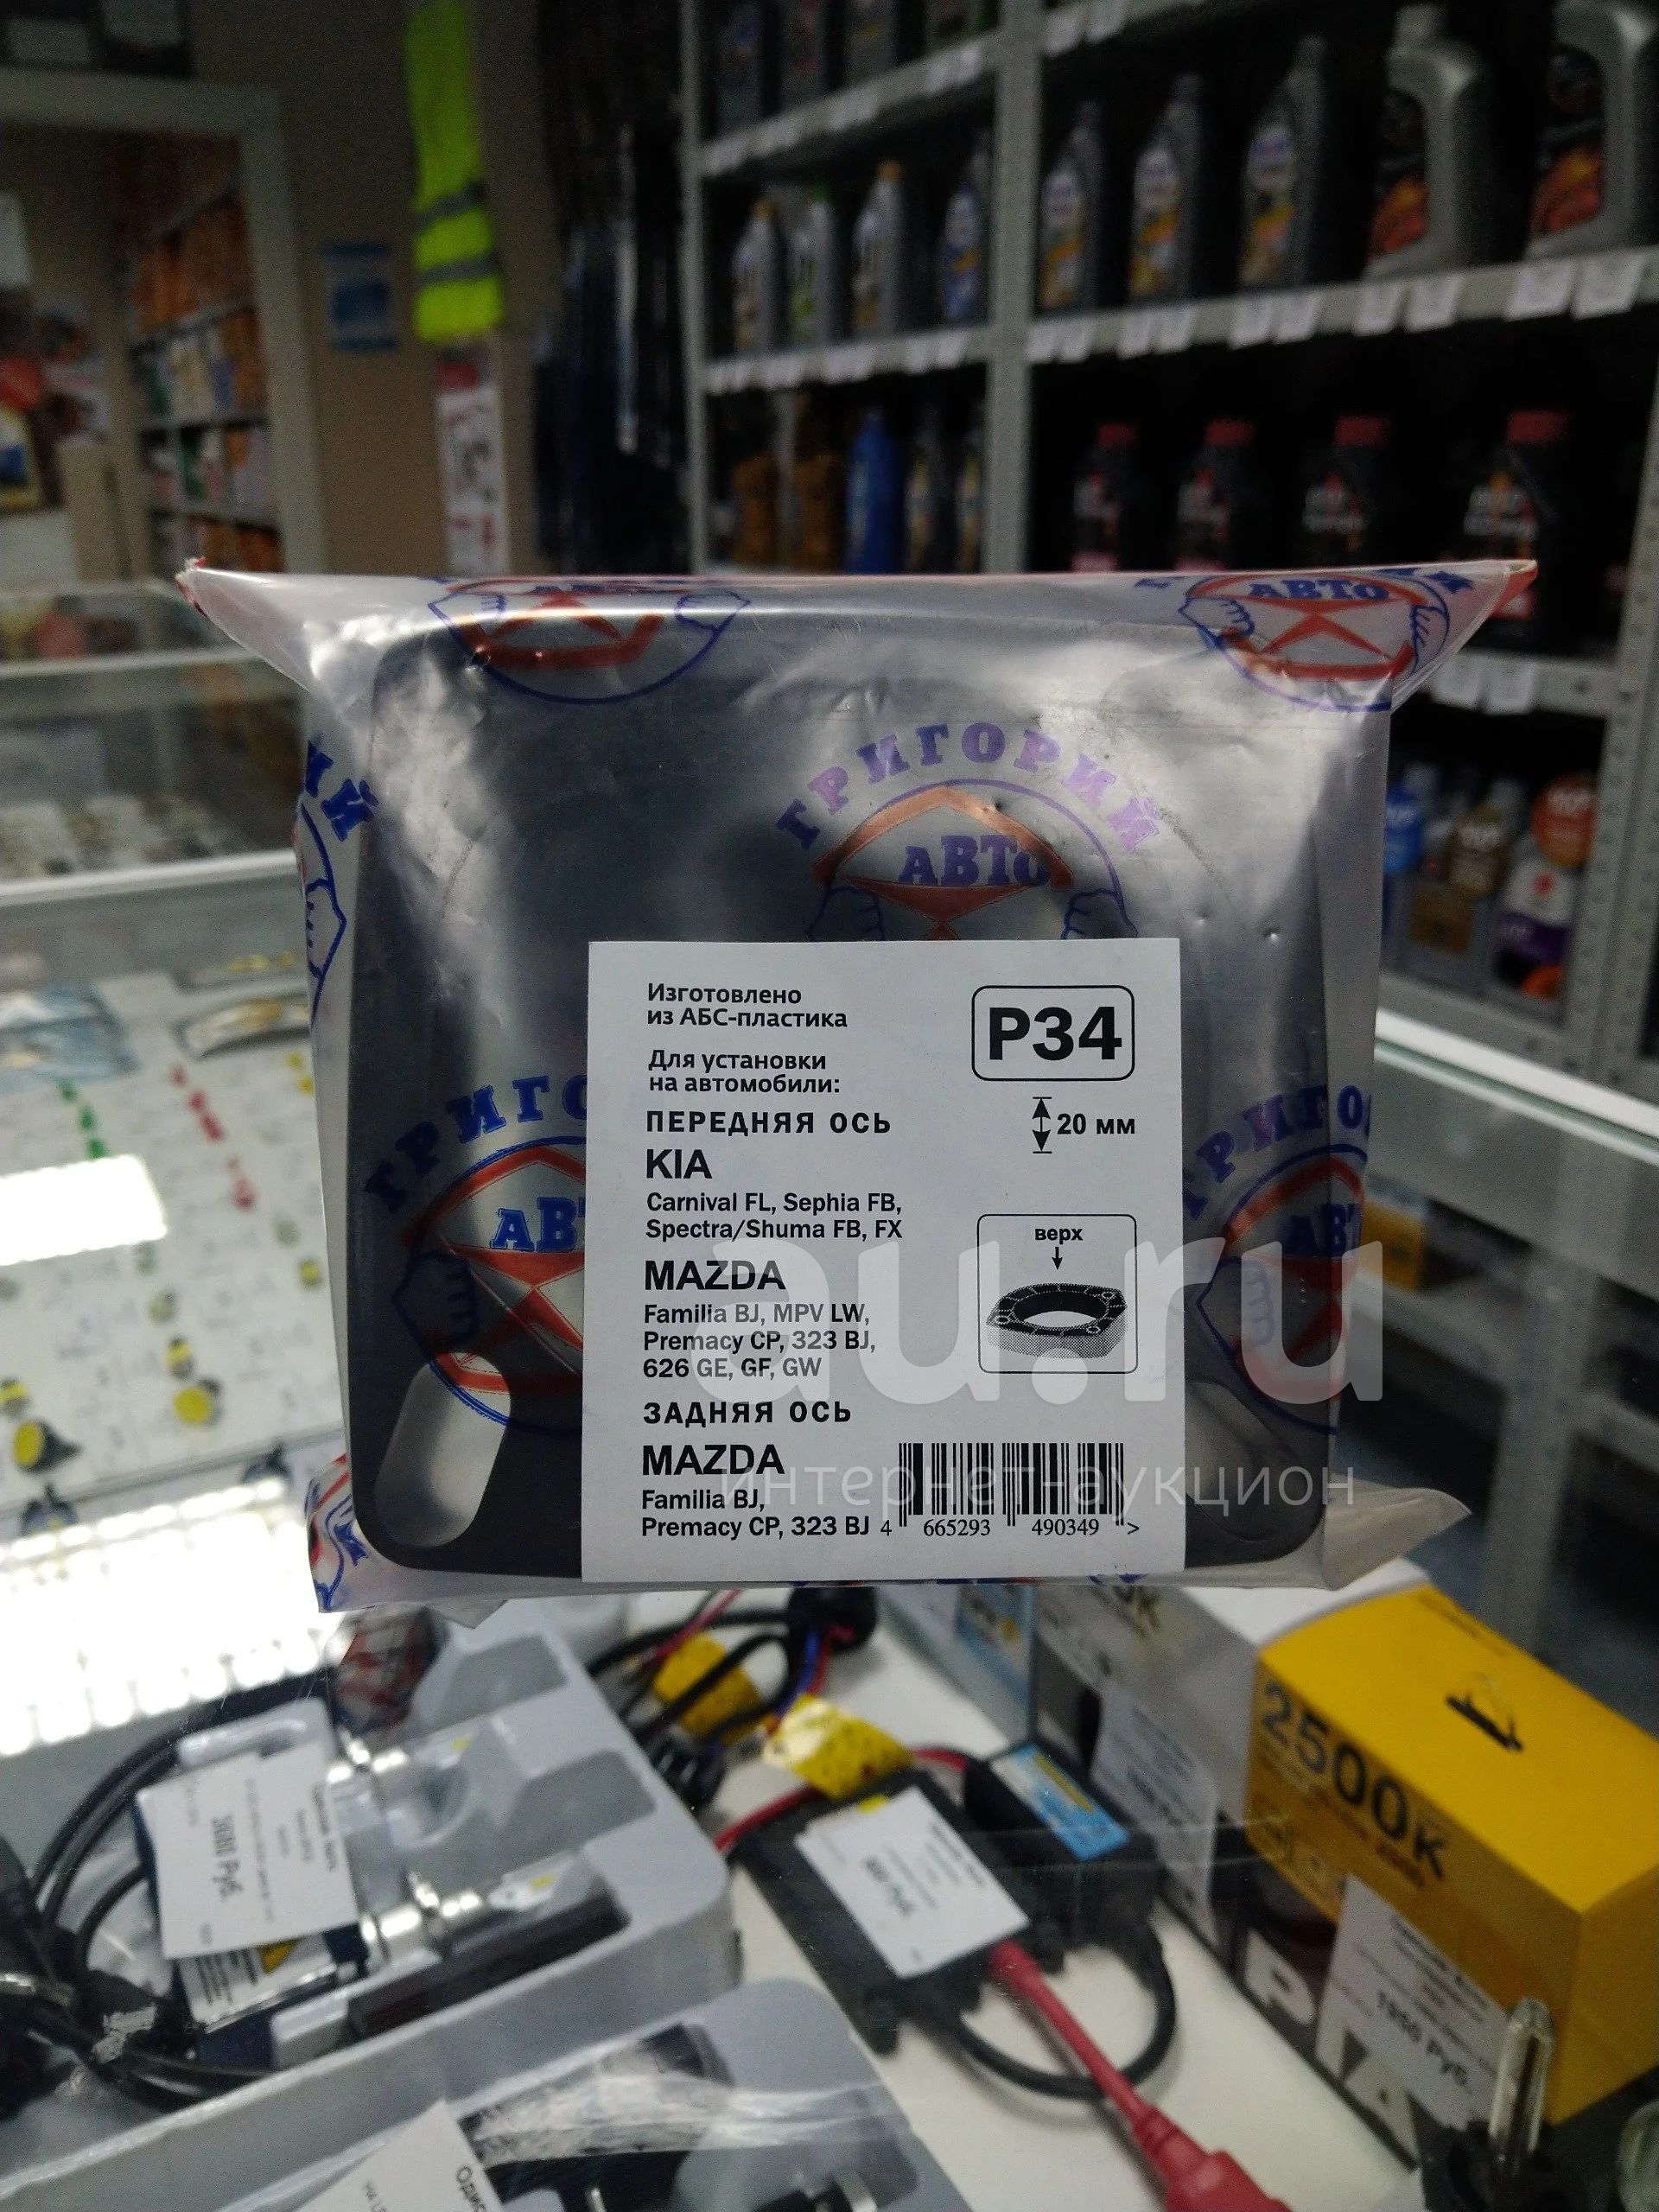 АВТО
АВТО
ГРИГОРИЙ
АВТО
Изготовлено
из АБС-пластика
P34
Для установки
на автомобили:
ПЕРЕДНЯЯ ОСЬ
20 мм
KIA
Carnival FL, Sephia FB,
Spectra/Shuma FB, FX
верх
MAZDA
Familia BJ, MPV LW,
Premacy CP, 323 BJ,
626 GE, GF, GW
ЗАДНЯЯ ОСЬ
MAZDA
Familia BJ,
Premacy CP, 323 BJ
4 665293 490349 >
au.ru
интернет-аукцион
2500K